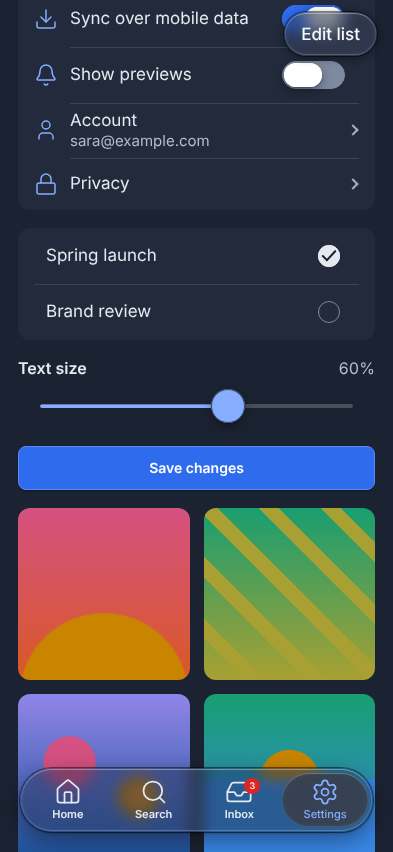 Sync over mobile data
Edit list
Show previews
Account
sara@example.com
Privacy
Spring launch
Brand review
Text size 60%
Save changes
3
Home Search Inbox Settings